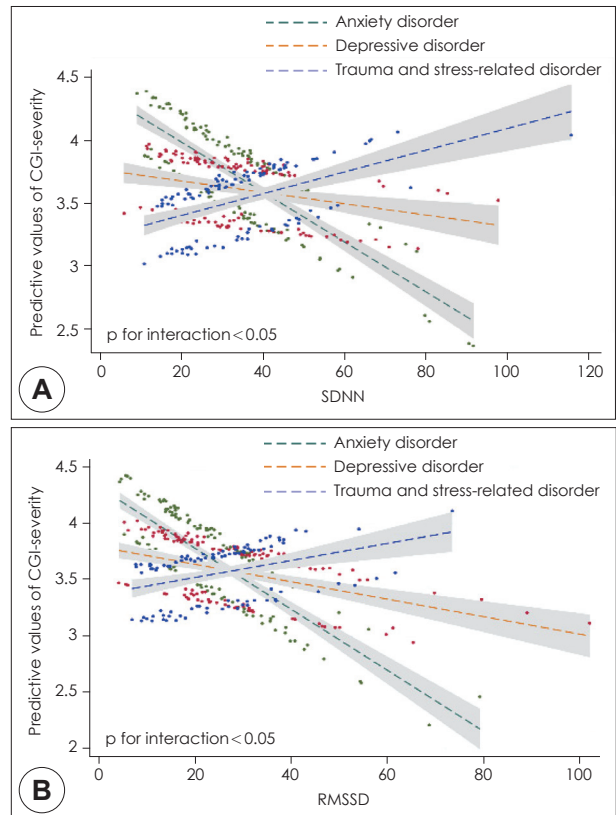 Anxiety disorder
Depressive disorder
Trauma and stress-related disorder
4.5
4
3.5
3
2.5
Predictive values of CGI-severity
p for interaction<0.05
0 20 40 60 80 100 120
SDNN
A
Anxiety disorder
Depressive disorder
Trauma and stress-related disorder
4.5
4
3.5
3
2.5
2
Predictive values of CGI-severity
p for interaction<0.05
0 20 40 60 80 100
RMSSD
B